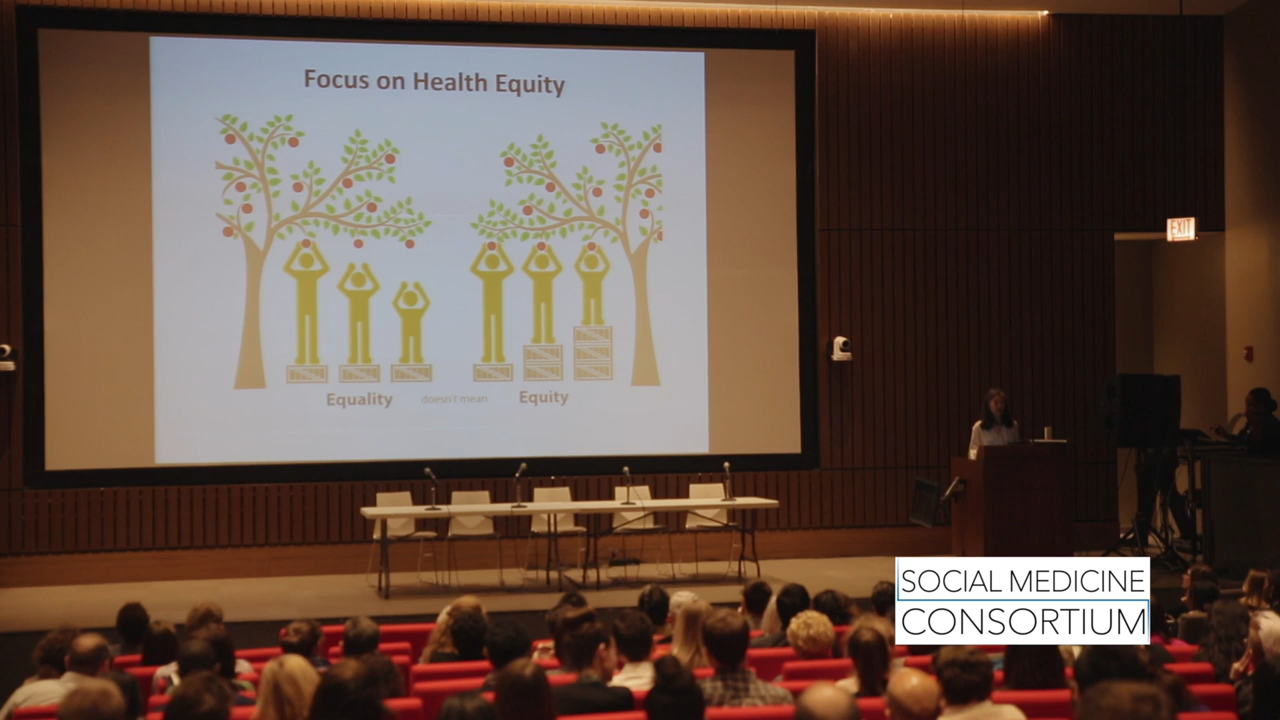 Focus on Health Equity
Equality doesn't mean Equity
EXIT
SOCIAL MEDICINE
CONSORTIUM